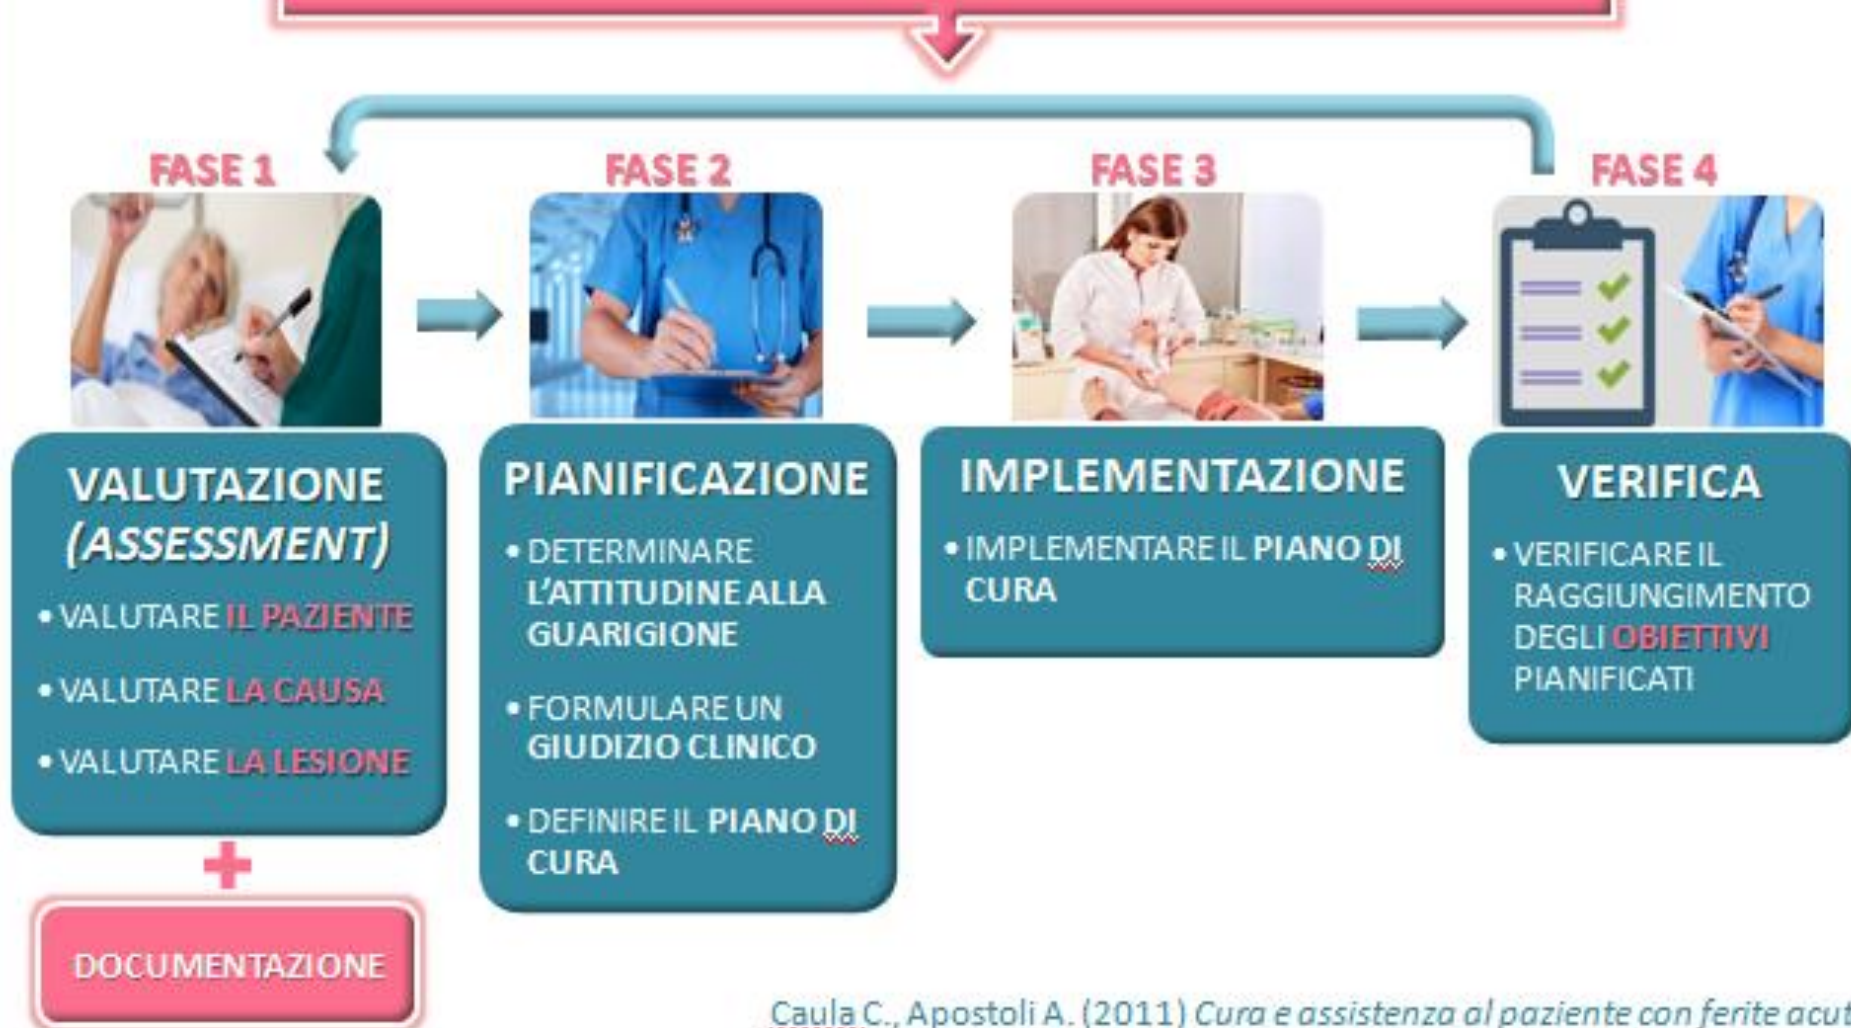 FASE 1
FASE 2
FASE 3
FASE 4
VALUTAZIONE
(ASSESSMENT)
• VALUTARE IL PAZIENTE
• VALUTARE LA CAUSA
• VALUTARE LA LESIONE
DOCUMENTAZIONE
PIANIFICAZIONE
• DETERMINARE
L'ATTITUDINE ALLA
GUARIGIONE
• FORMULARE UN
GIUDIZIO CLINICO
• DEFINIRE IL PIANO DI
CURA
IMPLEMENTAZIONE
• IMPLEMENTARE IL PIANO DI
CURA
VERIFICA
• VERIFICARE IL
RAGGIUNGIMENTO
DEGLI OBIETTIVI
PIANIFICATI
Caula C., Apostoli A. (2011) Cura e assistenza al paziente con ferite acut